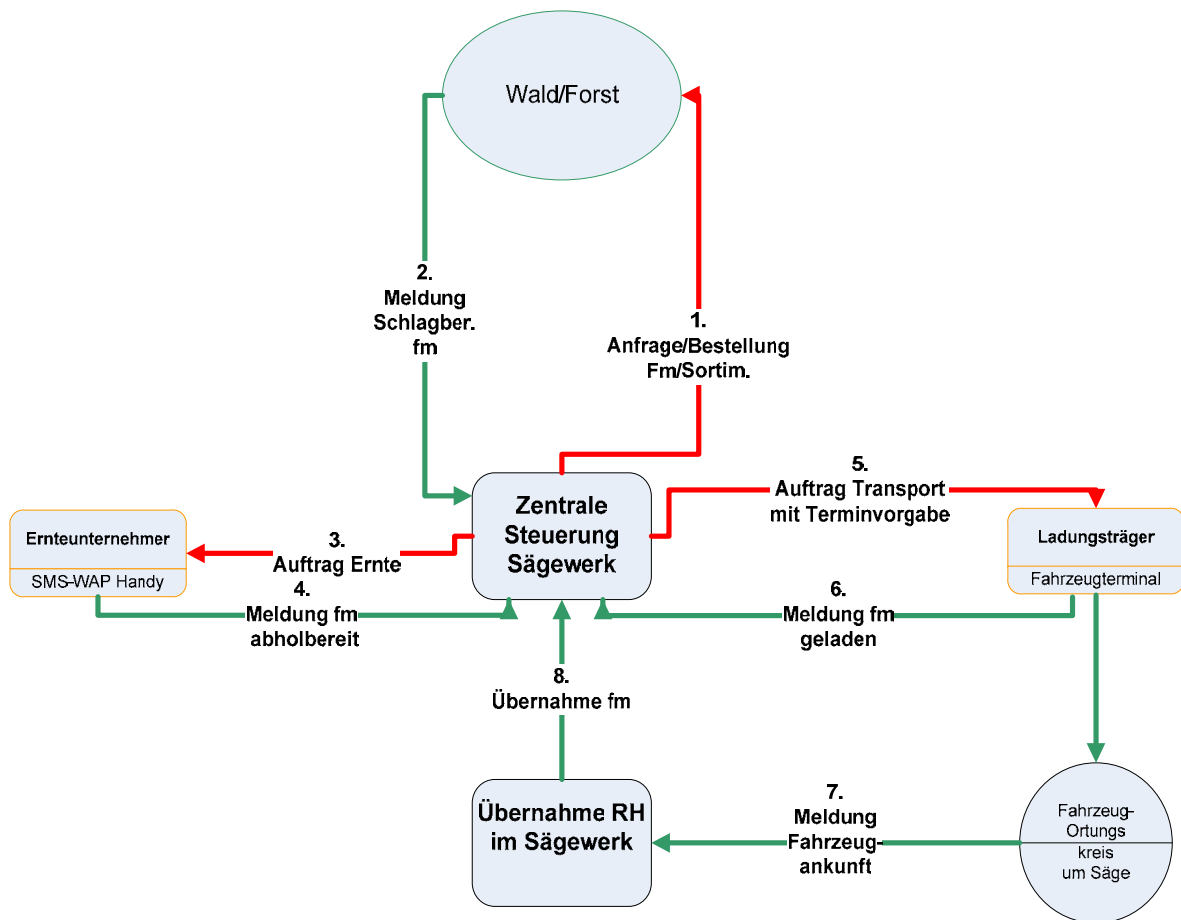 Wald/Forst
2.
Meldung
Schlagber.
fm
1.
Anfrage/Bestellung
Fm/Sortim.
Zentrale
Steuerung
Sägewerk
5.
Auftrag Transport
mit Terminvorgabe
Ernteunternehmer
SMS-WAP Handy
3.
Auftrag Ernte
Ladungsträger
Fahrzeugterminal
4.
Meldung fm
abholbereit
6.
Meldung fm
geladen
8.
Übernahme fm
Übernahme RH
im Sägewerk
7.
Meldung
Fahrzeug-
ankunft
Fahrzeug-
Ortungs
kreis
um Säge